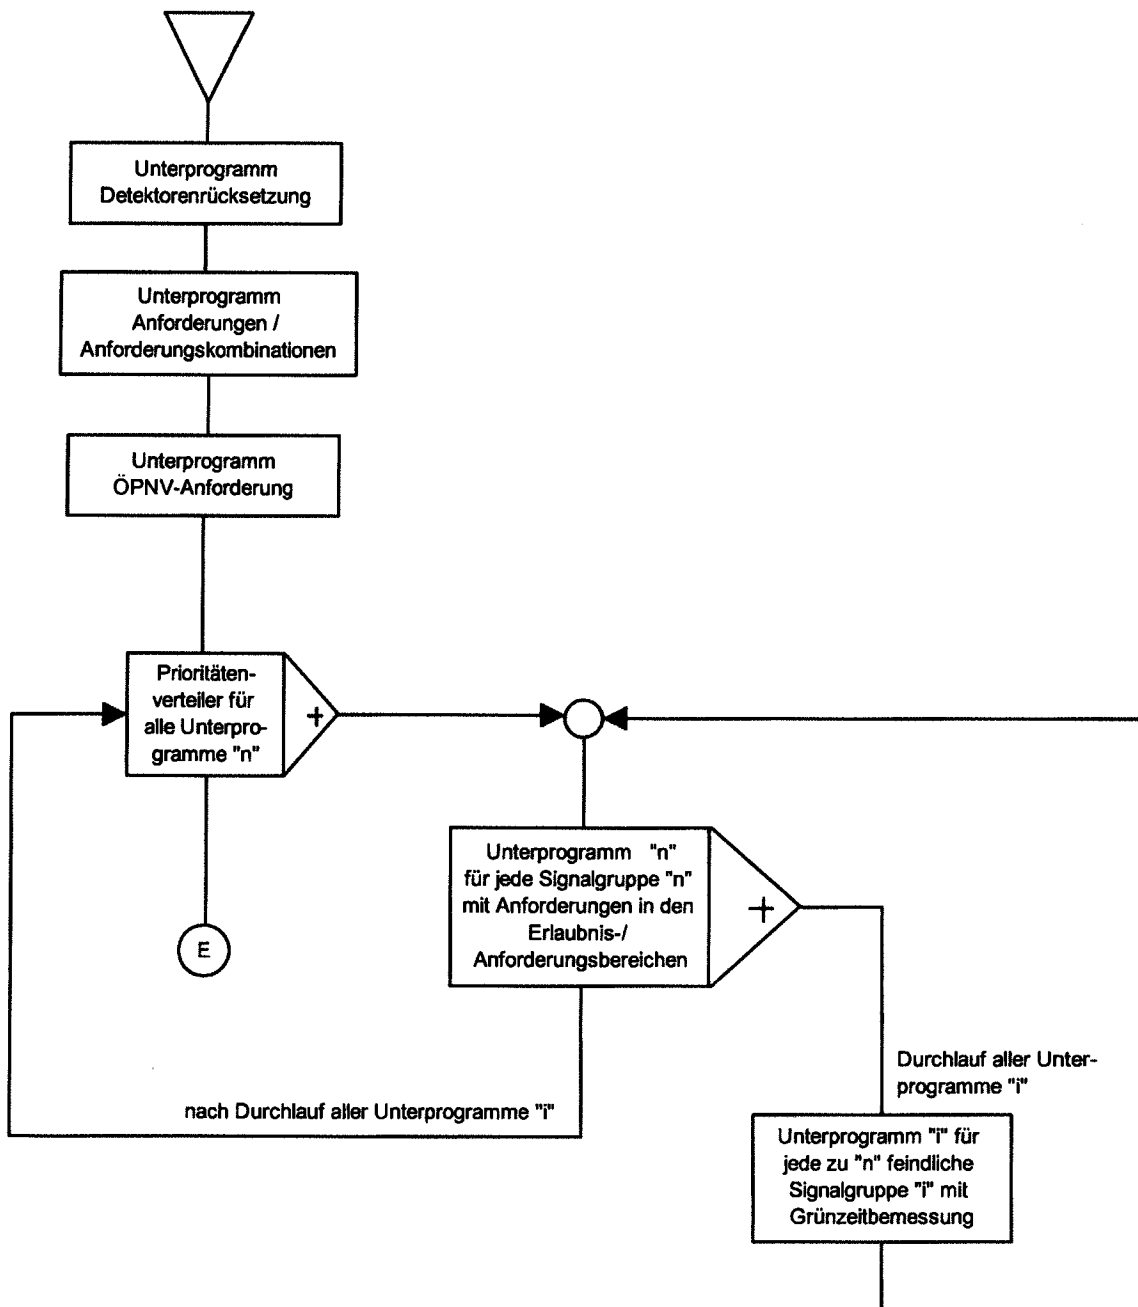 Unterprogramm
Detektorenrücksetzung
Unterprogramm
Anforderungen /
Anforderungskombinationen
Unterprogramm
ÖPNV-Anforderung
Prioritäten-
verteiler für
alle Unterpro-
gramme "n"
+
E
Unterprogramm "n"
für jede Signalgruppe "n"
mit Anforderungen in den
Erlaubnis-/
Anforderungsbereichen
+
nach Durchlauf aller Unterprogramme "i"
Durchlauf aller Unter-
programme "i"
Unterprogramm "i" für
jede zu "n" feindliche
Signalgruppe "i" mit
Grünzeitbemessung